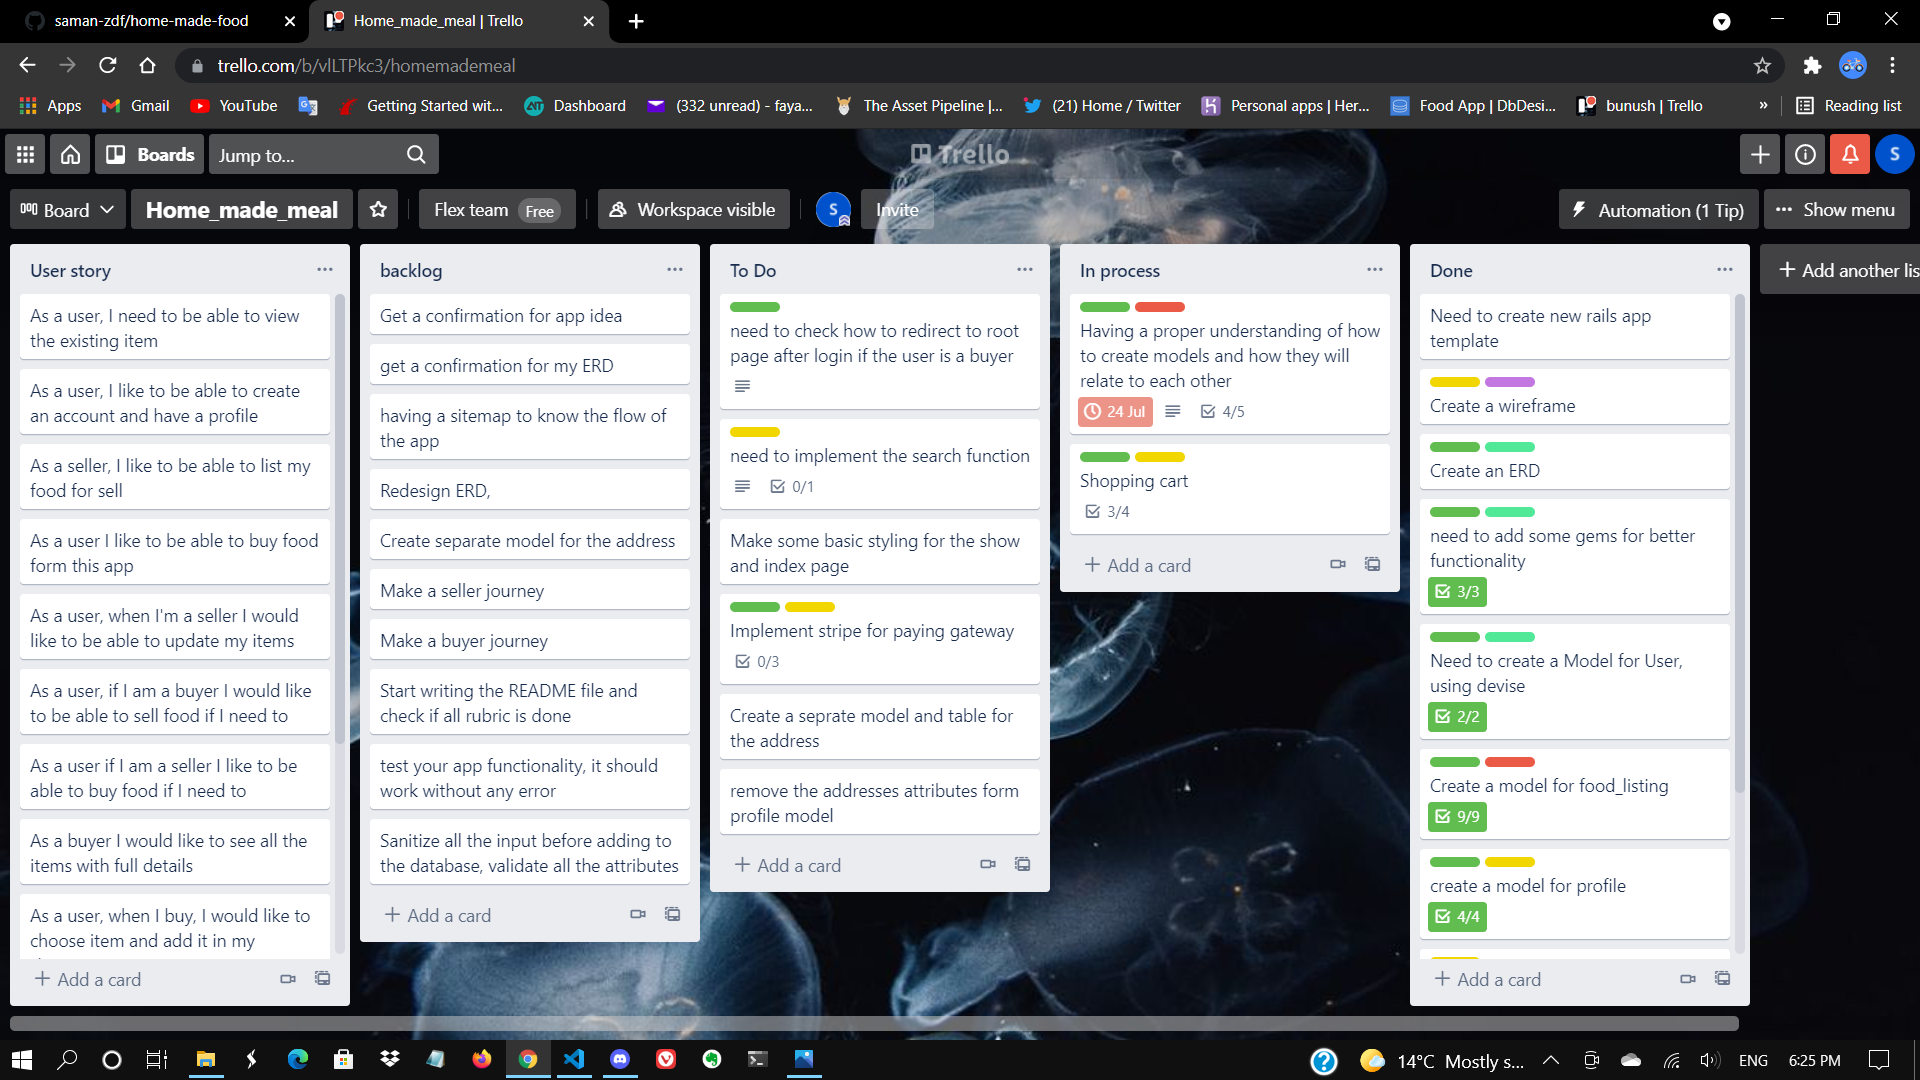 saman-zdf/home-made-food
Home_made_meal | Trello
trello.com/b/vlLTPkc3/homemademeal
Apps
Gmail
YouTube
Getting Started wit...
Dashboard
(332 unread) - faya...
The Asset Pipeline |...
(21) Home / Twitter
Personal apps | Her...
Food App | DbDesi...
bunush | Trello
»
Reading list
Boards
Jump to...
Trello
S
Board
Home_made_meal
Flex team Free
Workspace visible
S
Invite
Automation (1 Tip)
Show menu
User story
As a user, I need to be able to view
the existing item
As a user, I like to be able to create
an account and have a profile
As a seller, I like to be able to list my
food for sell
As a user I like to be able to buy food
form this app
As a user, when I'm a seller I would
like to be able to update my items
As a user, if I am a buyer I would like
to be able to sell food if I need to
As a user if I am a seller I like to be
able to buy food if I need to
As a buyer I would like to see all the
items with full details
As a user, when I buy, I would like to
choose item and add it in my
+ Add a card
backlog
Get a confirmation for app idea
get a confirmation for my ERD
having a sitemap to know the flow of
the app
Redesign ERD,
Create separate model for the address
Make a seller journey
Make a buyer journey
Start writing the README file and
check if all rubric is done
test your app functionality, it should
work without any error
Sanitize all the input before adding to
the database, validate all the attributes
+ Add a card
To Do
need to check how to redirect to root
page after login if the user is a buyer
need to implement the search function
0/1
Make some basic styling for the show
and index page
Implement stripe for paying gateway
0/3
Create a seprate model and table for
the address
remove the addresses attributes form
profile model
+ Add a card
In process
Having a proper understanding of how
to create models and how they will
relate to each other
24 Jul
4/5
Shopping cart
3/4
+ Add a card
Done
Need to create new rails app
template
Create a wireframe
Create an ERD
need to add some gems for better
functionality
3/3
Need to create a Model for User,
using devise
2/2
Create a model for food_listing
9/9
create a model for profile
4/4
+ Add a card
+ Add another lis
14°C Mostly s...
ENG
6:25 PM